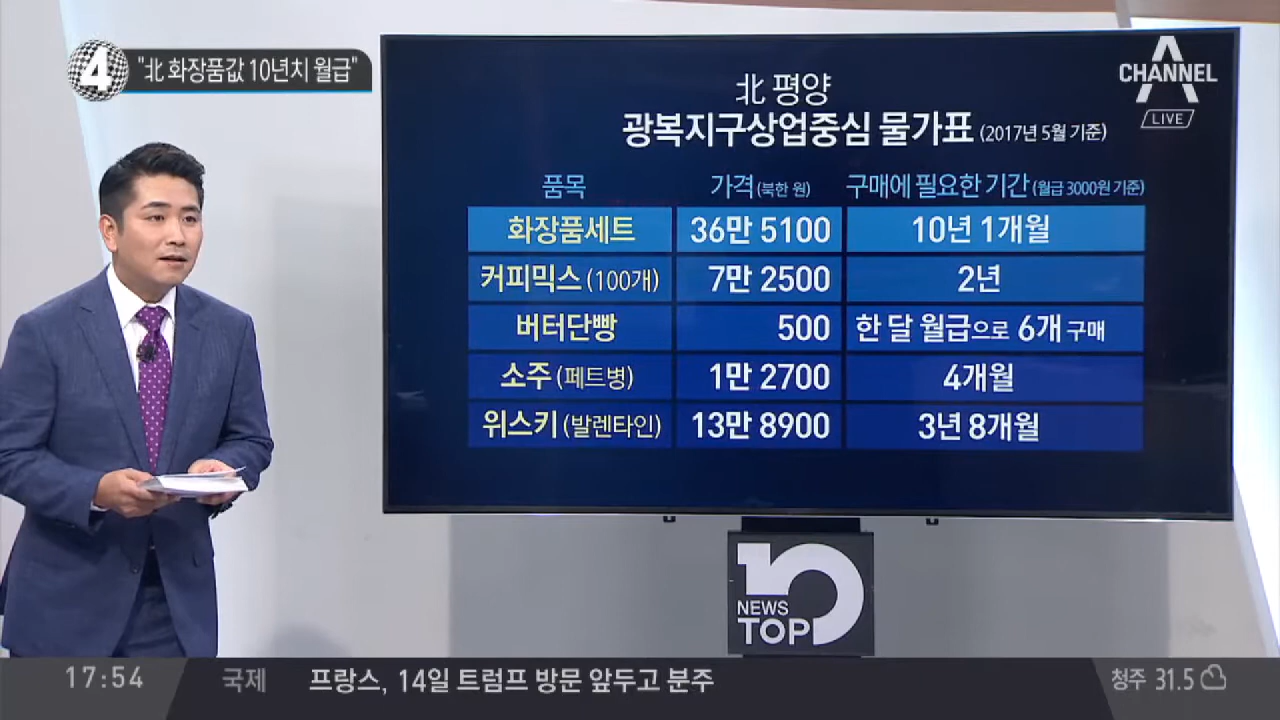 4 "北 화장품값 10년치 월급"
CHANNEL A
LIVE
北 평양
광복지구상업중심 물가표 (2017년 5월 기준)
품목 가격(북한 원) 구매에 필요한 기간(월급 3000원 기준)
화장품세트 36만 5100 10년 1개월
커피믹스 (100개) 7만 2500 2년
버터단빵 500 한 달 월급으로 6개 구매
소주 (페트병) 1만 2700 4개월
위스키 (발렌타인) 13만 8900 3년 8개월
10
NEWS
TOP
17:54 국제 프랑스, 14일 트럼프 방문 앞두고 분주 청주 31.5